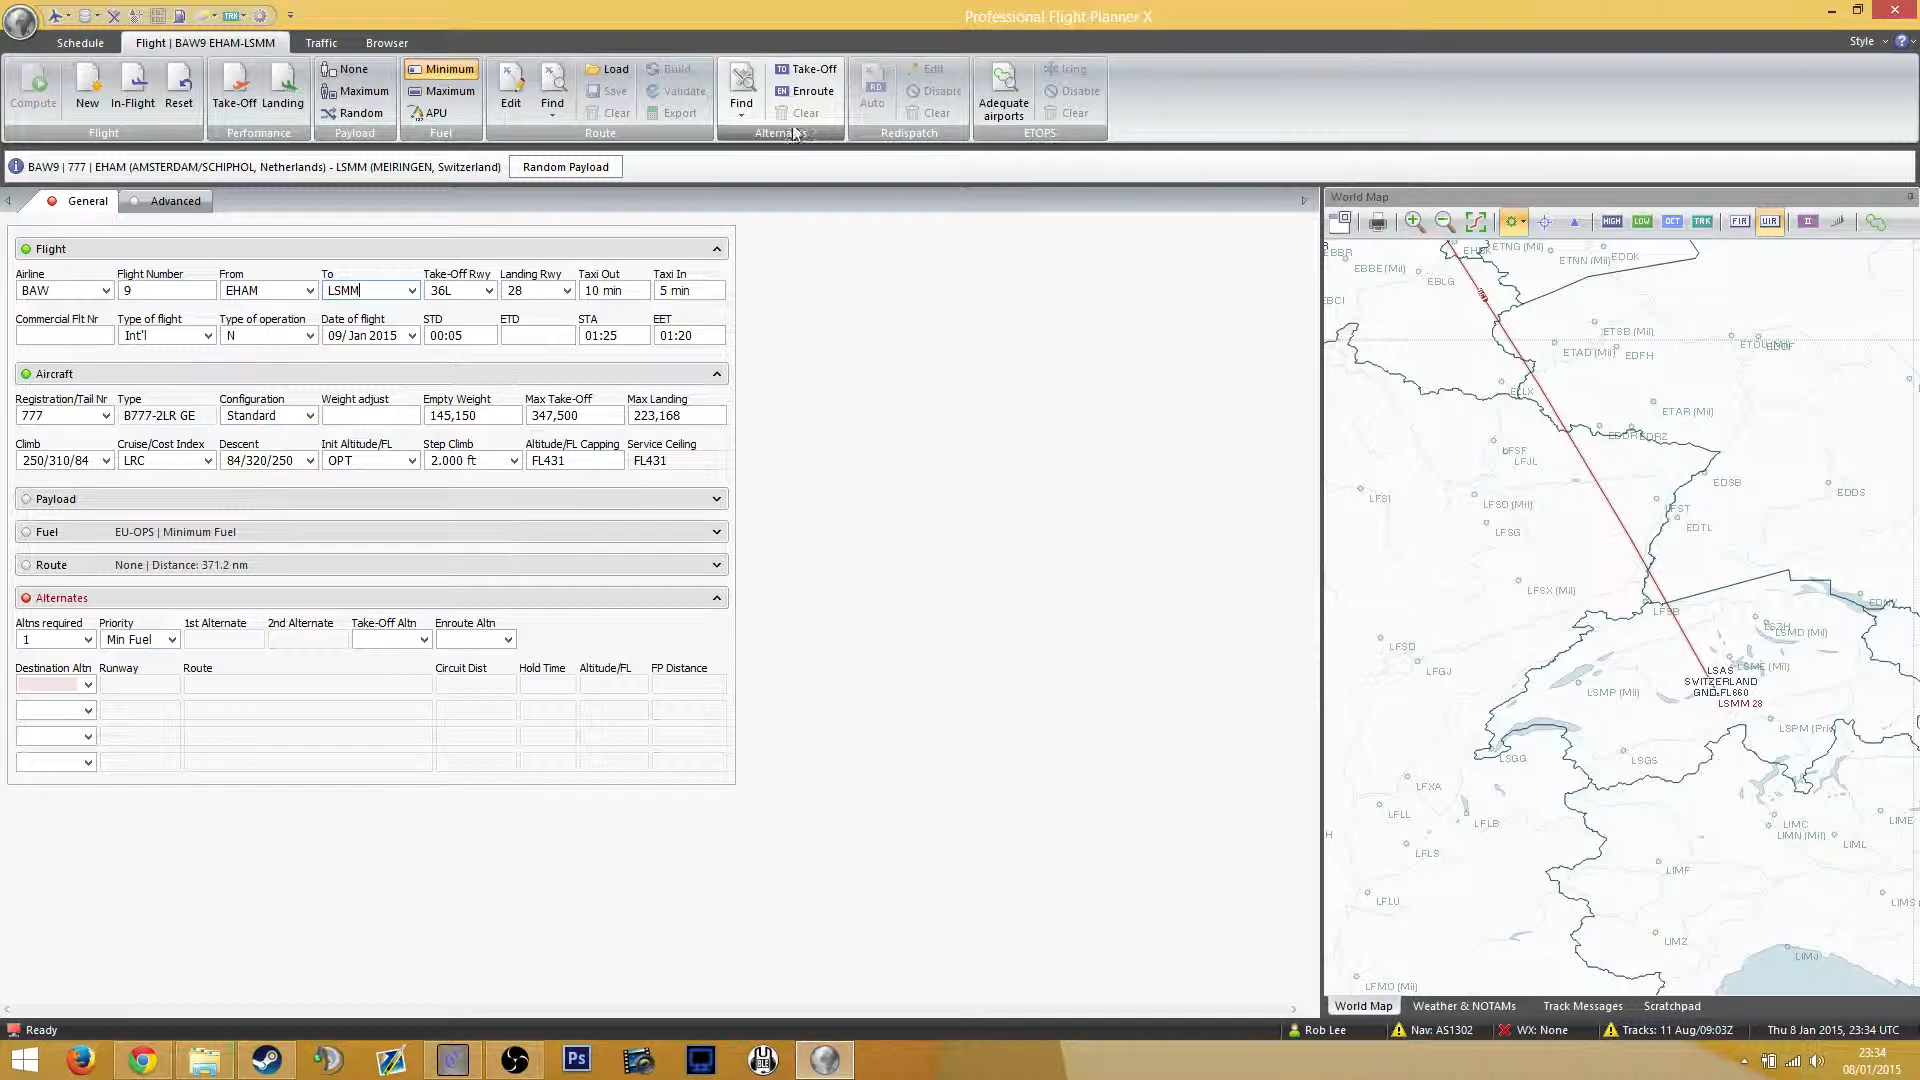 Professional Flight Planner X
Schedule
Flight | BAW9 EHAM-LSMM
Traffic
Browser
Style
Compute
New
In-Flight
Reset
Flight
Take-Off
Landing
Performance
None
Maximum
Random
Payload
Minimum
Maximum
APU
Fuel
Edit
Find
Load
Save
Clear
Build
Validate
Export
Route
Find
TO Take-Off
EN Enroute
Clear
Alternates
RD
Auto
Edit
Disable
Clear
Redispatch
Adequate airports
Icing
Disable
Clear
ETOPS
BAW9 | 777 | EHAM (AMSTERDAM/SCHIPHOL, Netherlands) - LSMM (MEIRINGEN, Switzerland)
Random Payload
General
Advanced
Flight
Airline Flight Number From To Take-Off Rwy Landing Rwy Taxi Out Taxi In
BAW 9 EHAM LSMM 36L 28 10 min 5 min
Commercial Flt Nr Type of flight Type of operation Date of flight STD ETD STA EET
Int'l N 09/Jan 2015 00:05 01:25 01:20
Aircraft
Registration/Tail Nr Type Configuration Weight adjust Empty Weight Max Take-Off Max Landing
777 B777-2LR GE Standard 145,150 347,500 223,168
Climb Cruise/Cost Index Descent Init Altitude/FL Step Climb Altitude/FL Capping Service Ceiling
250/310/84 LRC 84/320/250 OPT 2.000 ft FL431 FL431
Payload
Fuel EU-OPS | Minimum Fuel
Route None | Distance: 371.2 nm
Alternates
Altns required Priority 1st Alternate 2nd Alternate Take-Off Altn Enroute Altn
1 Min Fuel
Destination Altn Runway Route Circuit Dist Hold Time Altitude/FL FP Distance
World Map
HIGH LOW OCT TRK FIR UIR
EBBR
ETNG (Mil)
EBBE (Mil)
ETNN (Mil)
EDDK
EBLG
EBCI
ETSB (Mil)
ETAD (Mil)
EDFH
EDDF
ELLX
ETAR (Mil)
EDDR
EDRZ
LFSF
LFJL
EDSB
LFSI
EDDS
LFSO (Mil)
LFST
EDTL
LFSG
LFSX (Mil)
LFSB
EDNY
LSZH
LSMD (Mil)
LFSD
LFGJ
LSAS
SWITZERLAND
GND-FL660
LSME (Mil)
LSMM 28
LSMP (Mil)
LSPM (Priv
LSGG
LSGS
LFXA
LFLL
LFLB
LIMC
LIMN (Mil)
LIME
LIML
LFLS
LIMF
LFLU
LIMS
LIMZ
LIMJ
LFMO (Mil)
World Map
Weather & NOTAMs
Track Messages
Scratchpad
Ready
Rob Lee
Nav: AS1302
WX: None
Tracks: 11 Aug/09:03Z
Thu 8 Jan 2015, 23:34 UTC
Ps
23:34
08/01/2015